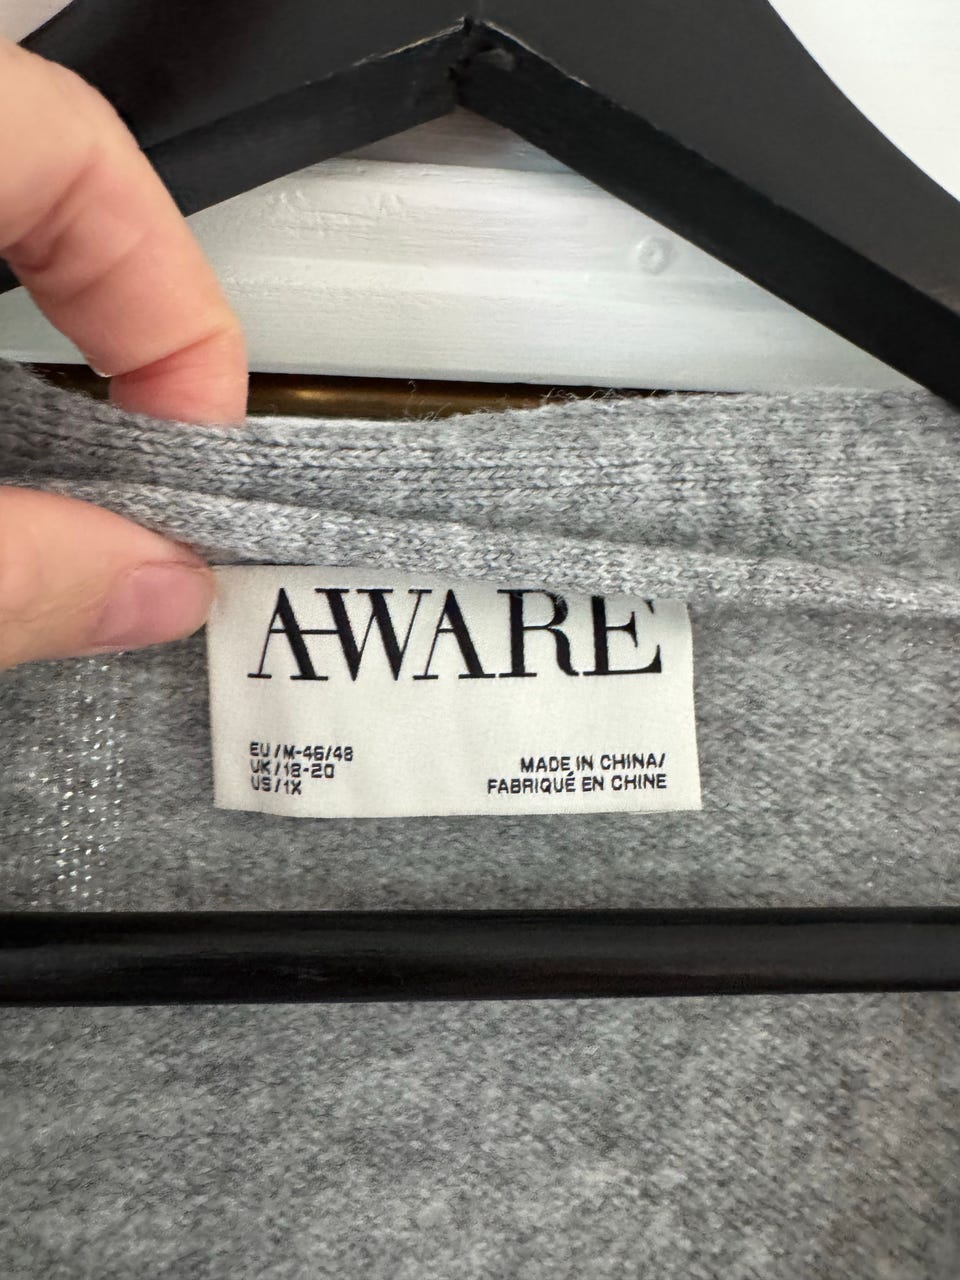 AWARE
EU/M-46/48
UK/18-20
US/1X
MADE IN CHINA/
FABRIQUÉ EN CHINE